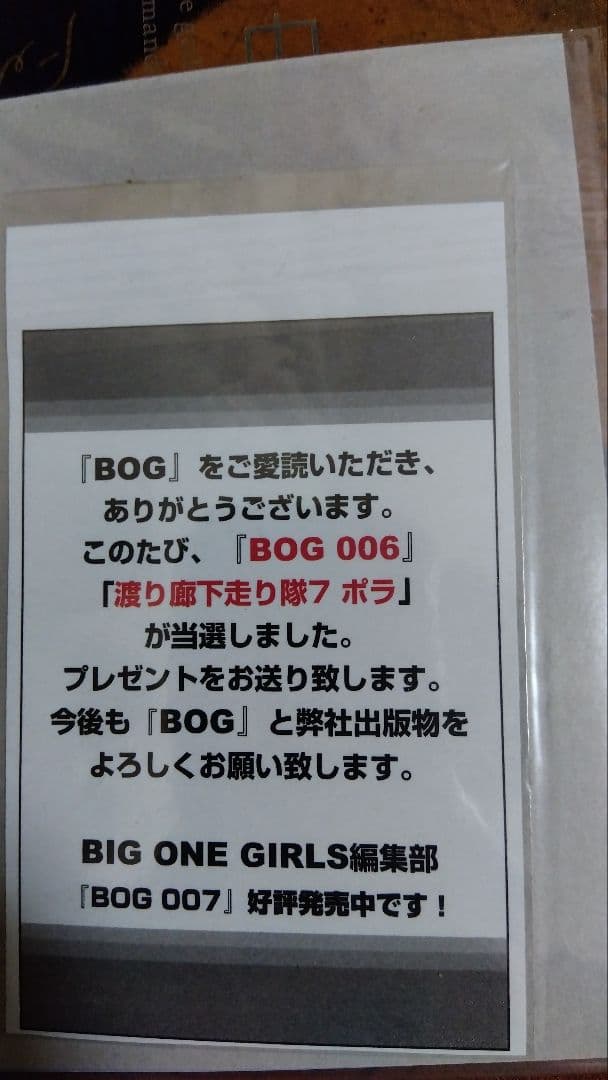 『BOG』をご愛読いただき、
ありがとうございます。
このたび、『BOG 006』
「渡り廊下走り隊7 ポラ」
が当選しました。
プレゼントをお送り致します。
今後も『BOG』と弊社出版物を
よろしくお願い致します。
BIG ONE GIRLS編集部
『BOG 007』好評発売中です！